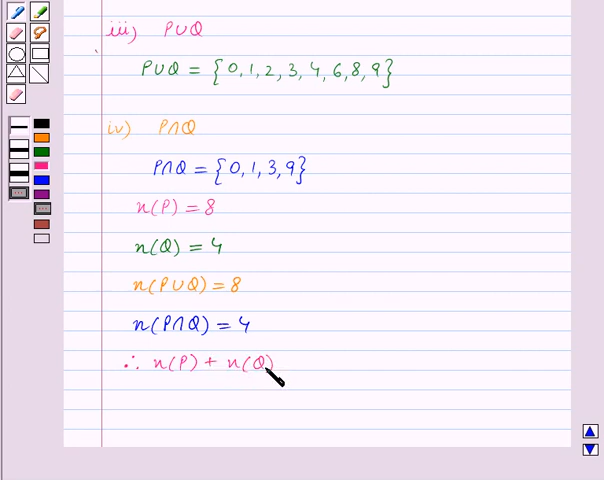 iii) P∪Q
P∪Q = {0, 1, 2, 3, 4, 6, 8, 9}
iv) P∩Q
P∩Q = {0, 1, 3, 9}
n(P) = 8
n(Q) = 4
n(P∪Q) = 8
n(P∩Q) = 4
∴ n(P) + n(Q)